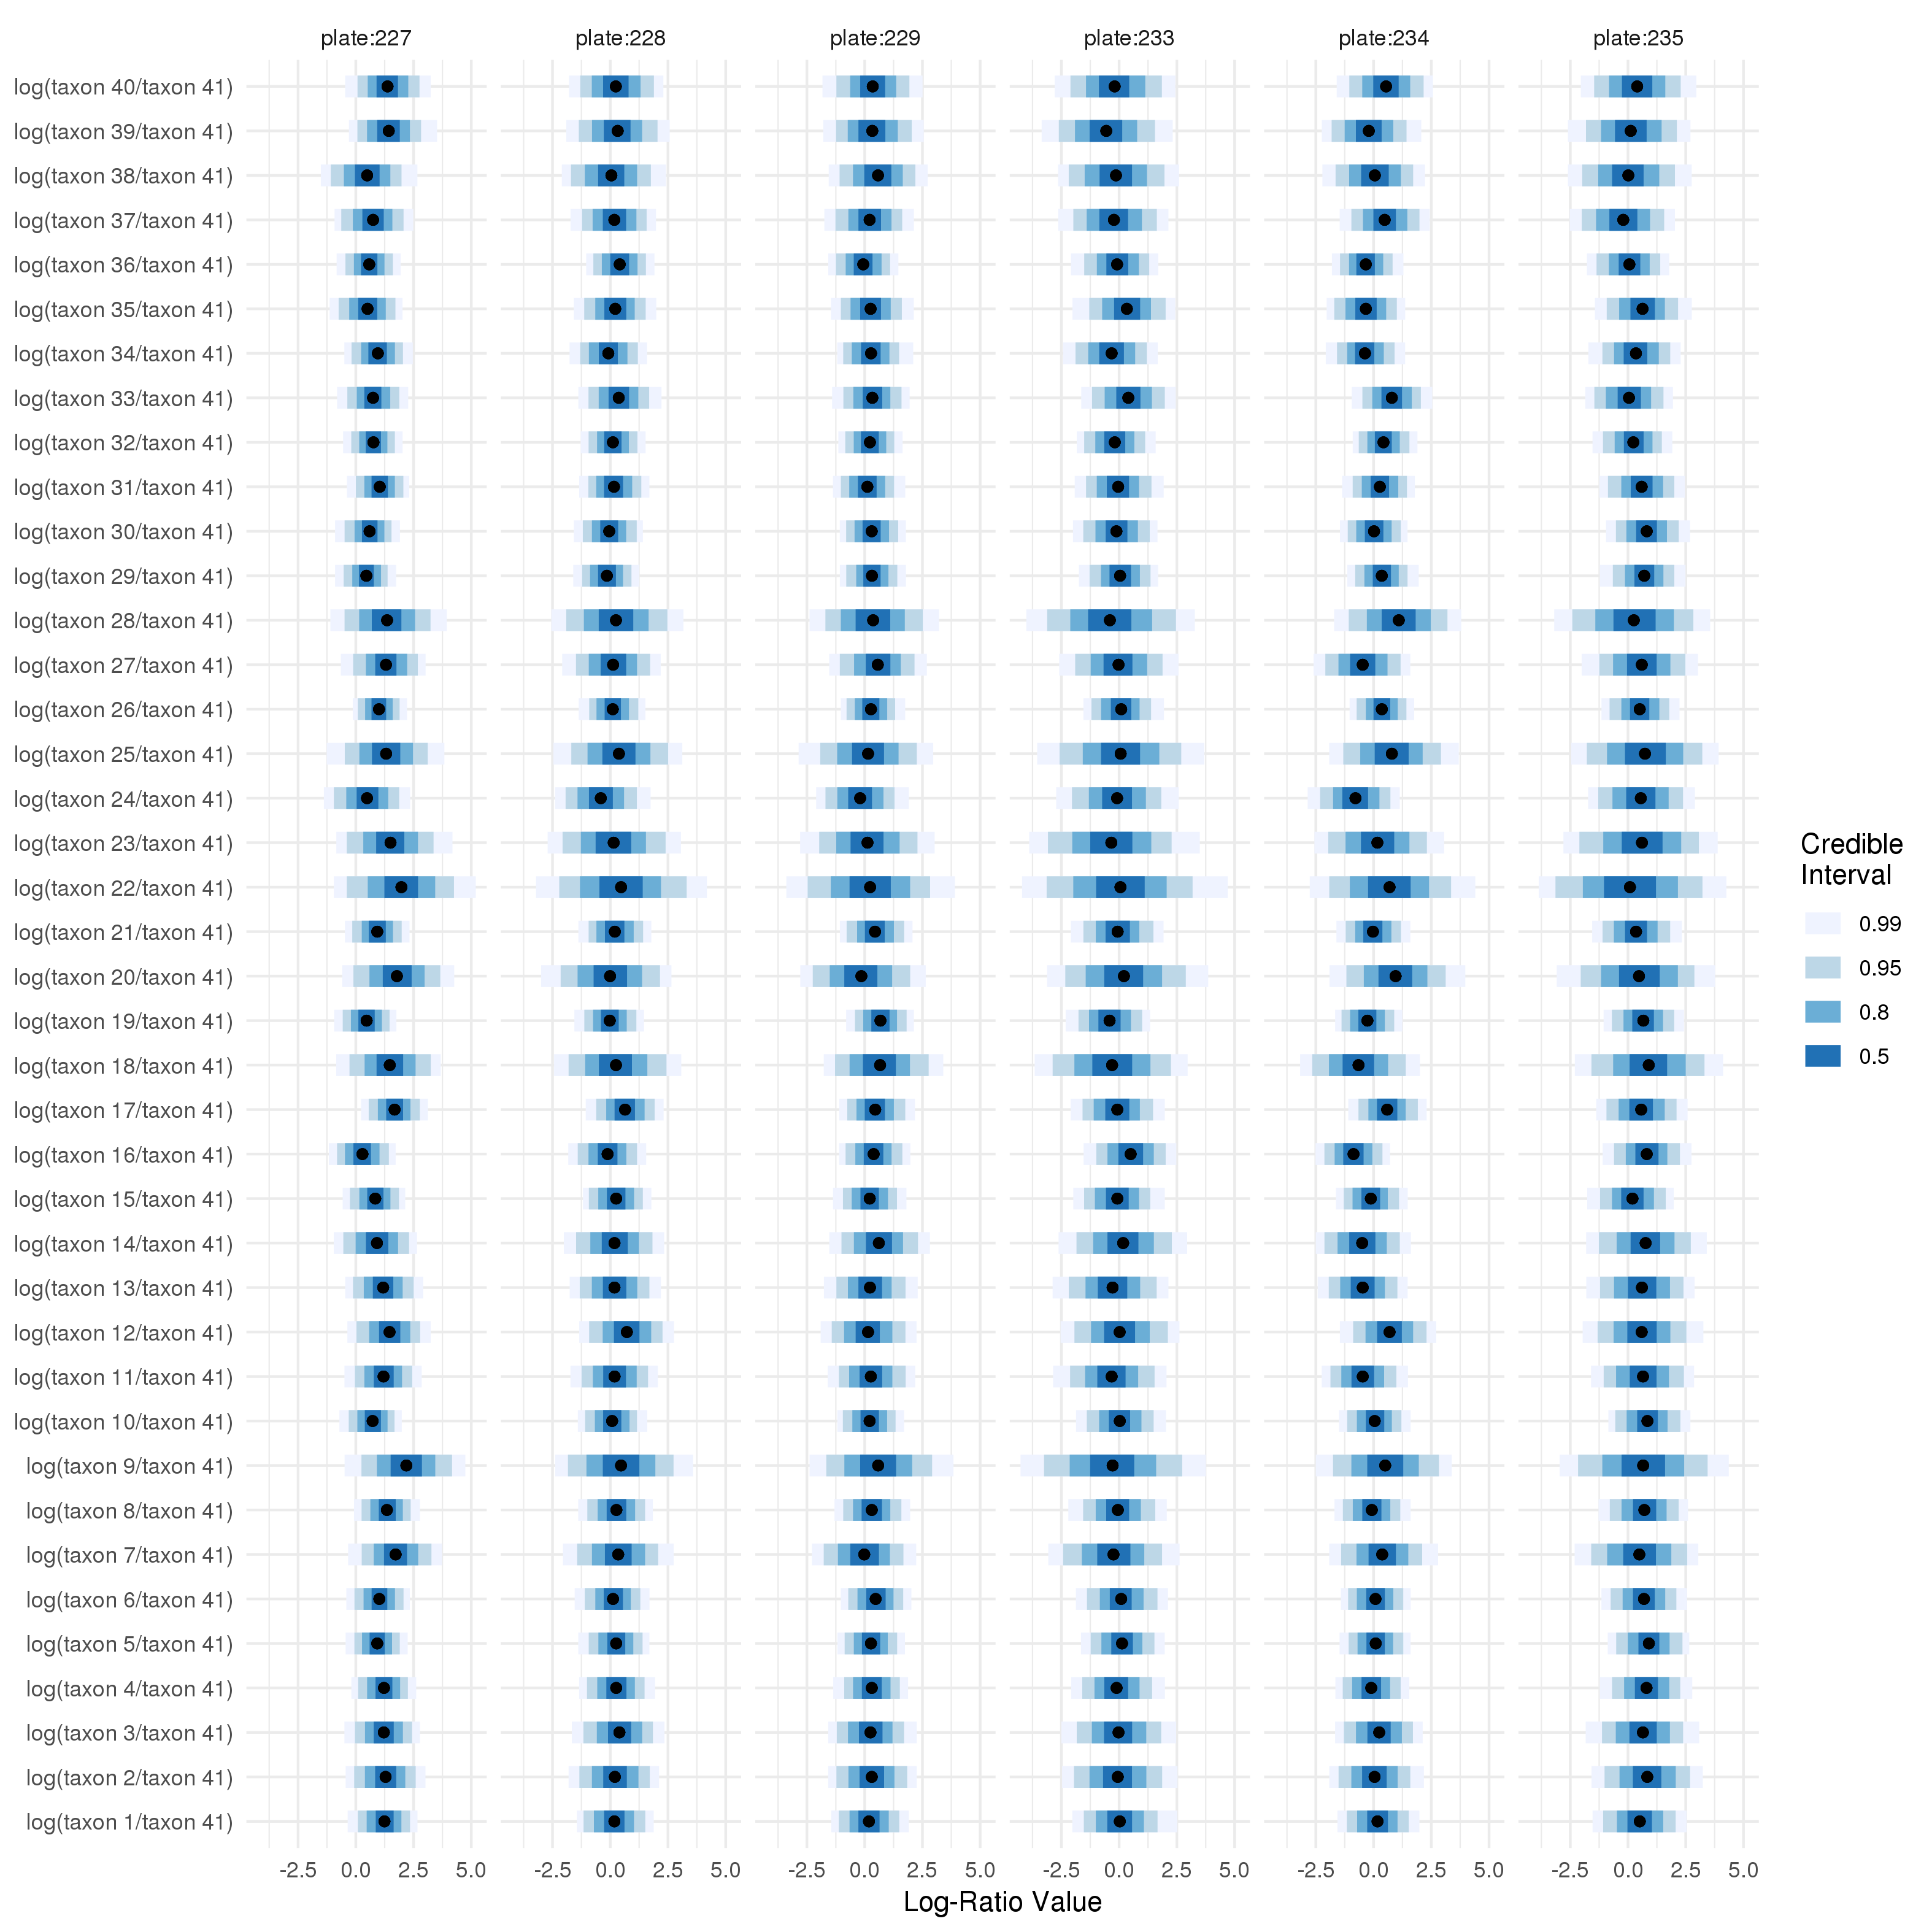 plate:227 plate:228 plate:229 plate:233 plate:234 plate:235
log(taxon 40/taxon 41)
log(taxon 39/taxon 41)
log(taxon 38/taxon 41)
log(taxon 37/taxon 41)
log(taxon 36/taxon 41)
log(taxon 35/taxon 41)
log(taxon 34/taxon 41)
log(taxon 33/taxon 41)
log(taxon 32/taxon 41)
log(taxon 31/taxon 41)
log(taxon 30/taxon 41)
log(taxon 29/taxon 41)
log(taxon 28/taxon 41)
log(taxon 27/taxon 41)
log(taxon 26/taxon 41)
log(taxon 25/taxon 41)
log(taxon 24/taxon 41)
log(taxon 23/taxon 41)
log(taxon 22/taxon 41)
log(taxon 21/taxon 41)
log(taxon 20/taxon 41)
log(taxon 19/taxon 41)
log(taxon 18/taxon 41)
log(taxon 17/taxon 41)
log(taxon 16/taxon 41)
log(taxon 15/taxon 41)
log(taxon 14/taxon 41)
log(taxon 13/taxon 41)
log(taxon 12/taxon 41)
log(taxon 11/taxon 41)
log(taxon 10/taxon 41)
log(taxon 9/taxon 41)
log(taxon 8/taxon 41)
log(taxon 7/taxon 41)
log(taxon 6/taxon 41)
log(taxon 5/taxon 41)
log(taxon 4/taxon 41)
log(taxon 3/taxon 41)
log(taxon 2/taxon 41)
log(taxon 1/taxon 41)
-2.5 0.0 2.5 5.0 -2.5 0.0 2.5 5.0 -2.5 0.0 2.5 5.0 -2.5 0.0 2.5 5.0 -2.5 0.0 2.5 5.0 -2.5 0.0 2.5 5.0
Log-Ratio Value
Credible
Interval
0.99
0.95
0.8
0.5